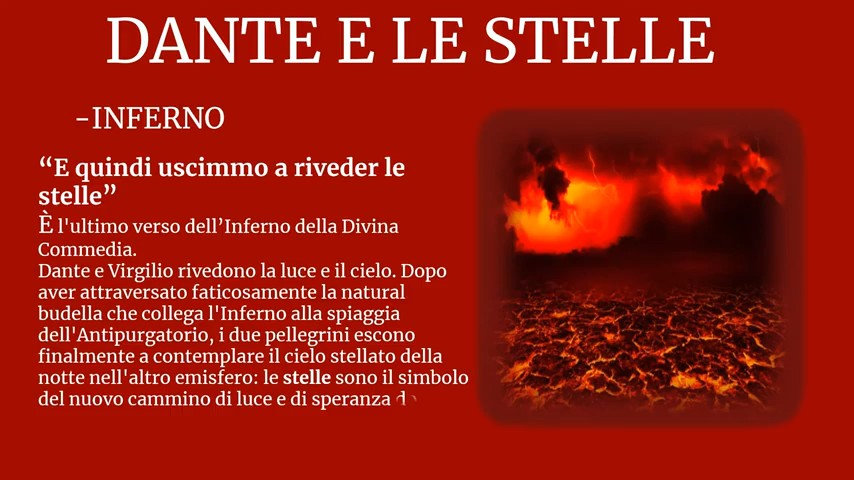 DANTE E LE STELLE
-INFERNO
“E quindi uscimmo a riveder le
stelle”
È l'ultimo verso dell’Inferno della Divina
Commedia.
Dante e Virgilio rivedono la luce e il cielo. Dopo
aver attraversato faticosamente la natural
budella che collega l'Inferno alla spiaggia
dell'Antipurgatorio, i due pellegrini escono
finalmente a contemplare il cielo stellato della
notte nell'altro emisfero: le stelle sono il simbolo
del nuovo cammino di luce e di speranza